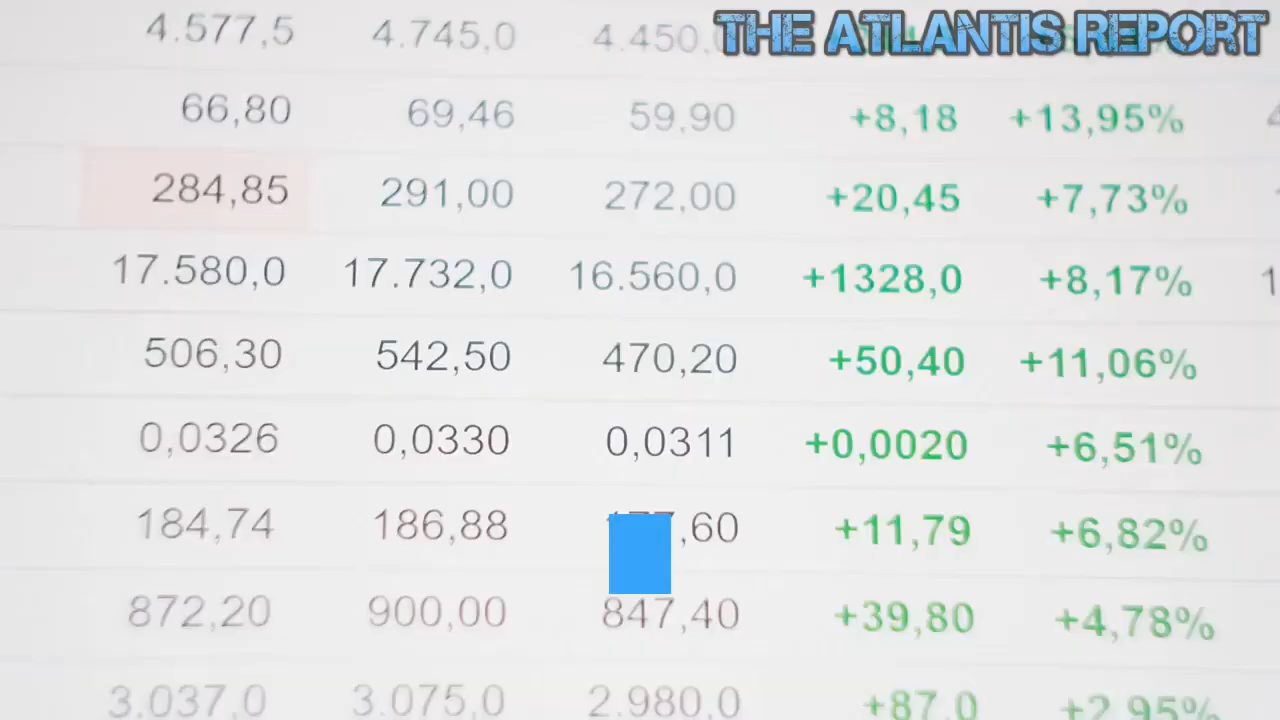 THE ATLANTIS REPORT
4.577,5 4.745,0 4.450,
66,80 69,46 59,90 +8,18 +13,95%
284,85 291,00 272,00 +20,45 +7,73%
17.580,0 17.732,0 16.560,0 +1328,0 +8,17%
506,30 542,50 470,20 +50,40 +11,06%
0,0326 0,0330 0,0311 +0,0020 +6,51%
184,74 186,88 ,60 +11,79 +6,82%
872,20 900,00 847,40 +39,80 +4,78%
3.037,0 3.075,0 2.980,0 +87,0 +2,95%